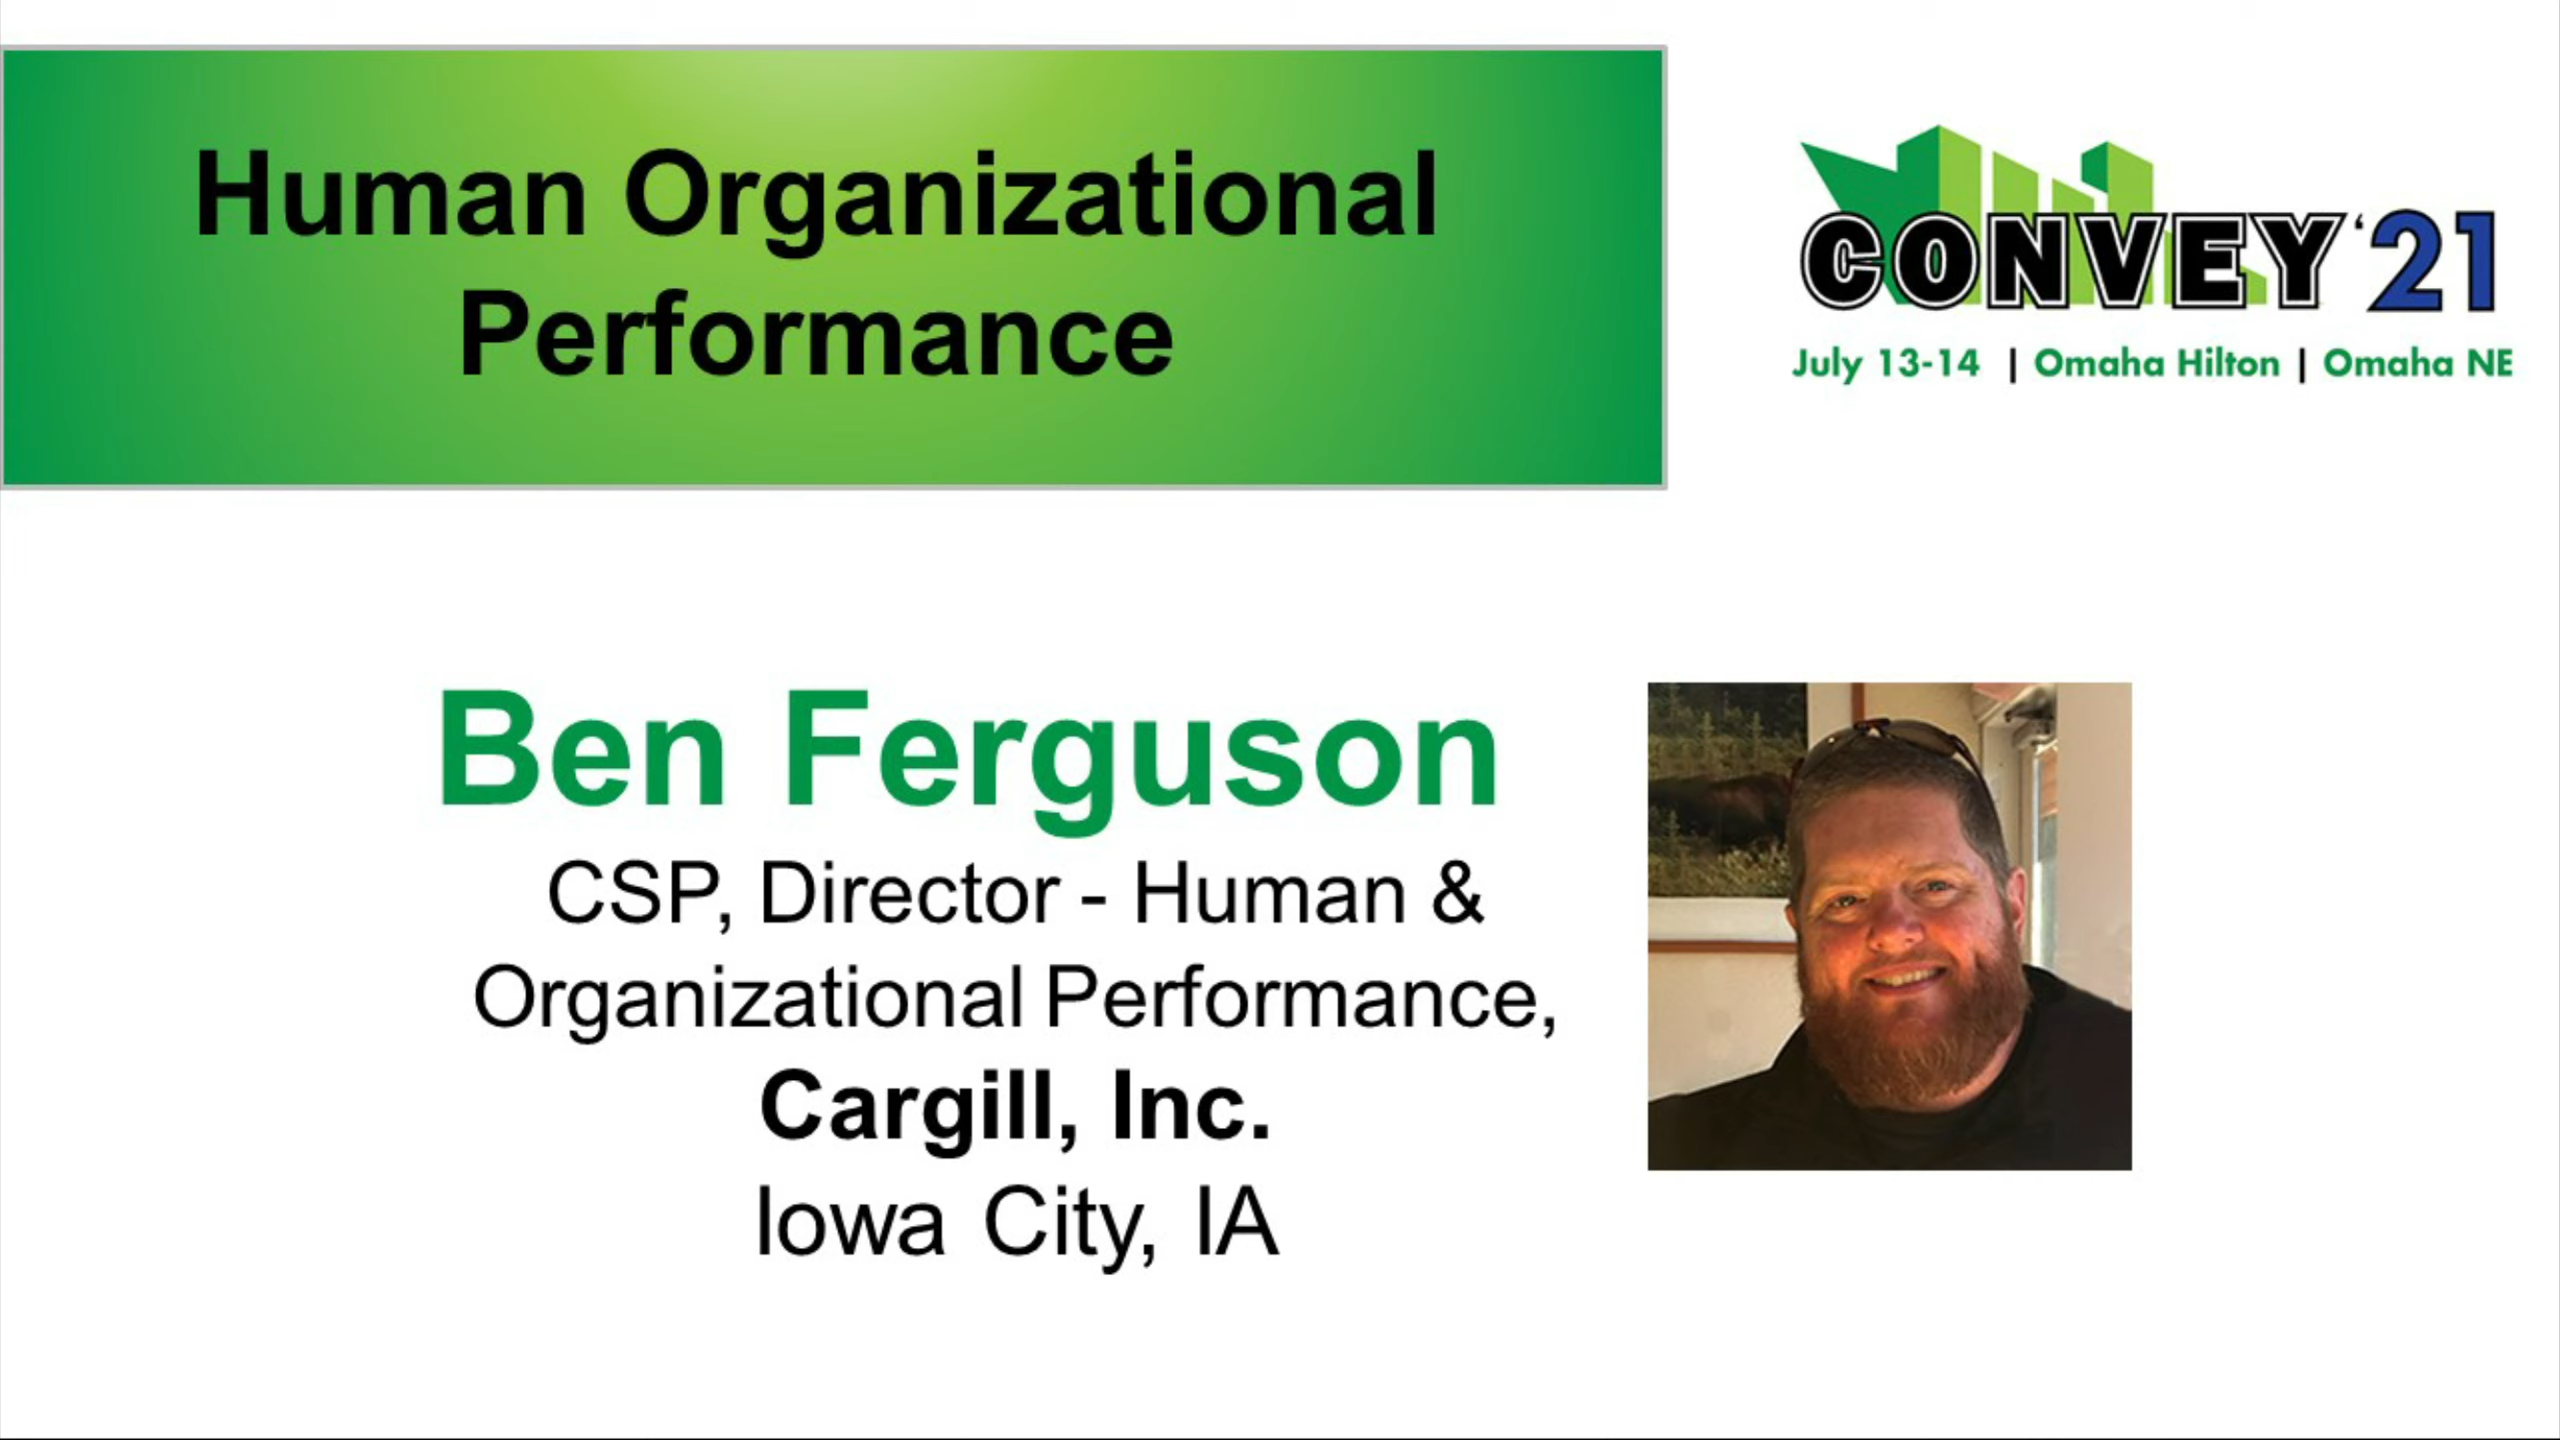 Human Organizational
Performance
CONVEY ‘21
July 13-14 | Omaha Hilton | Omaha NE
Ben Ferguson
CSP, Director - Human &
Organizational Performance,
Cargill, Inc.
Iowa City, IA